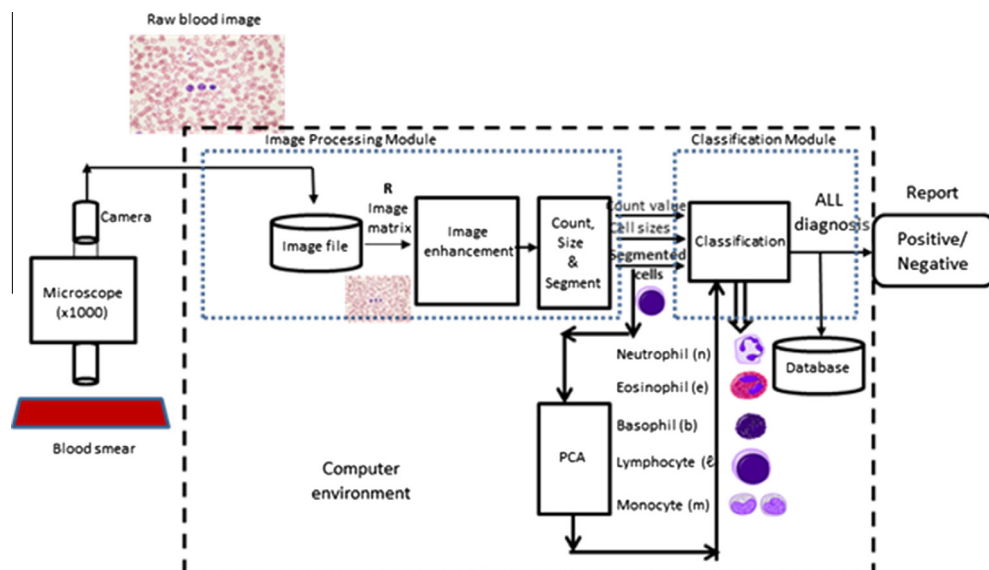 Raw blood image
Image Processing Module
Classification Module
Camera
Microscope
(x1000)
Blood smear
Image file
R
Image
matrix
Image
enhancement
Count,
Size
&
Segment
Count value
Cell sizes
Segmented
cells
Classification
ALL
diagnosis
Report
Positive/
Negative
Database
Neutrophil (n)
Eosinophil (e)
Basophil (b)
Lymphocyte (ℓ
Monocyte (m)
PCA
Computer
environment